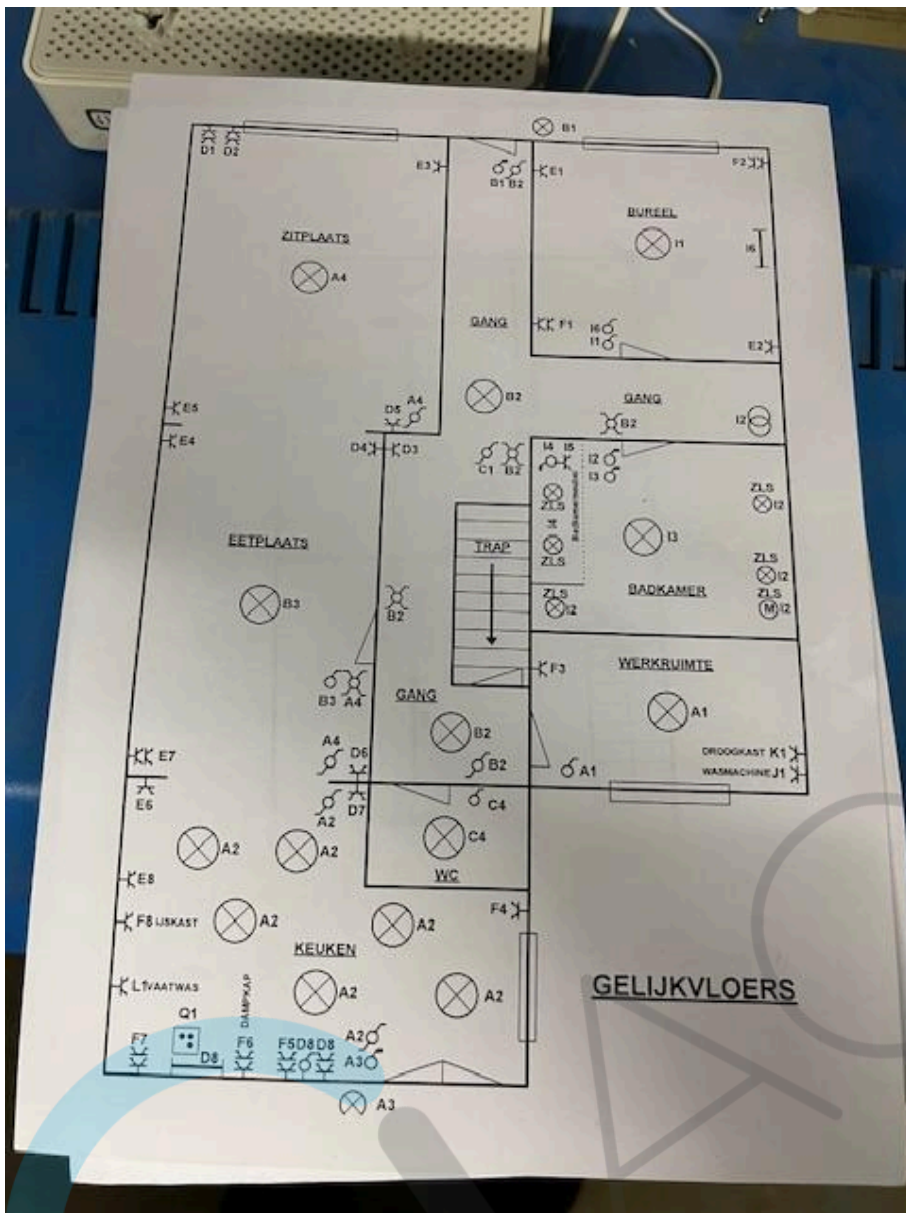 B1
D1 D2
E3
B1 B2
E1
F2
BUREEL
I1
I6
ZITPLAATS
A4
GANG
F1
I6
I1
E2
E5
E4
A4
D5
B2
GANG
B2
I2
D4 D3
C1 B2
I4 I5
I2
I3
ZLS
I2
ZLS
I4
Badkamermeubel
ZLS
I3
EETPLAATS
TRAP
B3
BADKAMER
ZLS
I2
ZLS
M I2
ZLS
I2
B2
WERKRUIMTE
F3
B3 A4
GANG
A1
B2
A4 D6
B2
A1
DROOGKAST K1
WASMACHINE J1
E7
E6
A2
D7
C4
A2
A2
C4
WC
E8
F8 IJSKAST
A2
A2
F4
KEUKEN
L1 VAATWAS
A2
A2
GELIJKVLOERS
DAMPKAP
Q1
A2
A3
F7
D8
F6
F5 D8 D8
A3